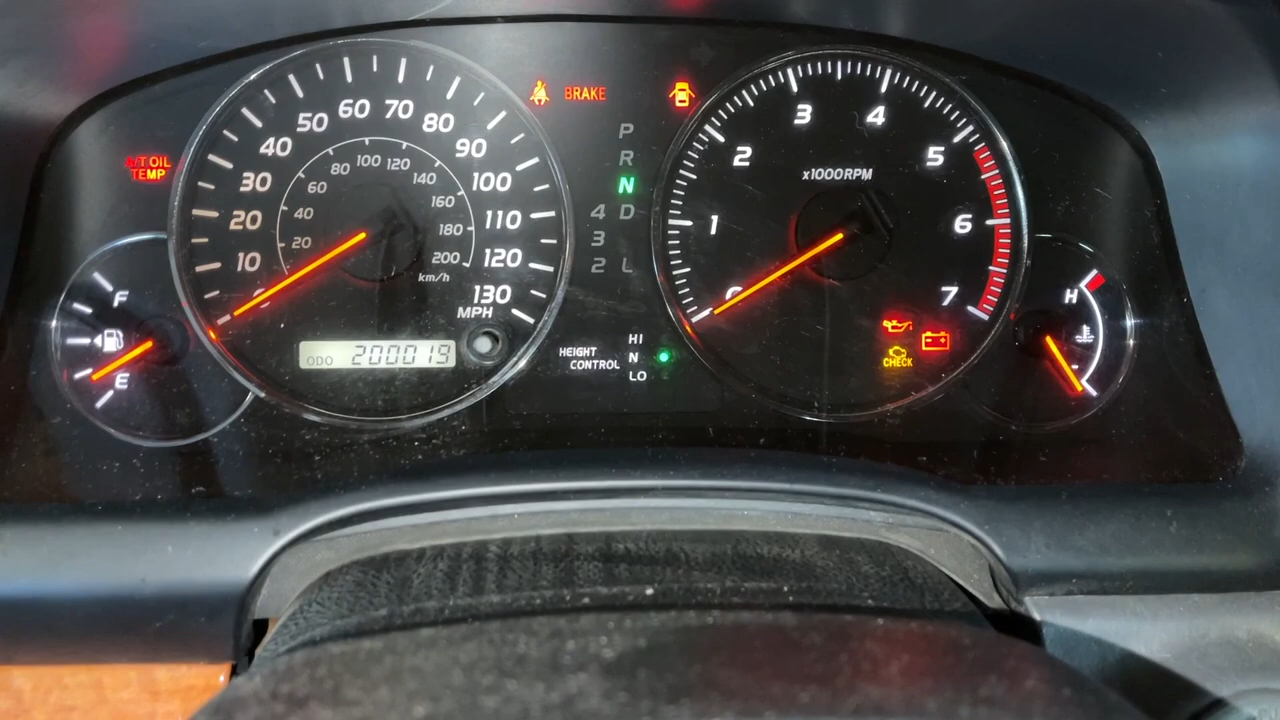 A/T OIL
TEMP
F
E
0
10
20
30
40
50
60
70
80
90
100
110
120
130
MPH
20
40
60
80
100
120
140
160
180
200
km/h
ODO 200019
BRAKE
P
R
N
4 D
3
2 L
HEIGHT
CONTROL
HI
N
LO
0
1
2
3
4
5
6
7
x1000RPM
CHECK
H